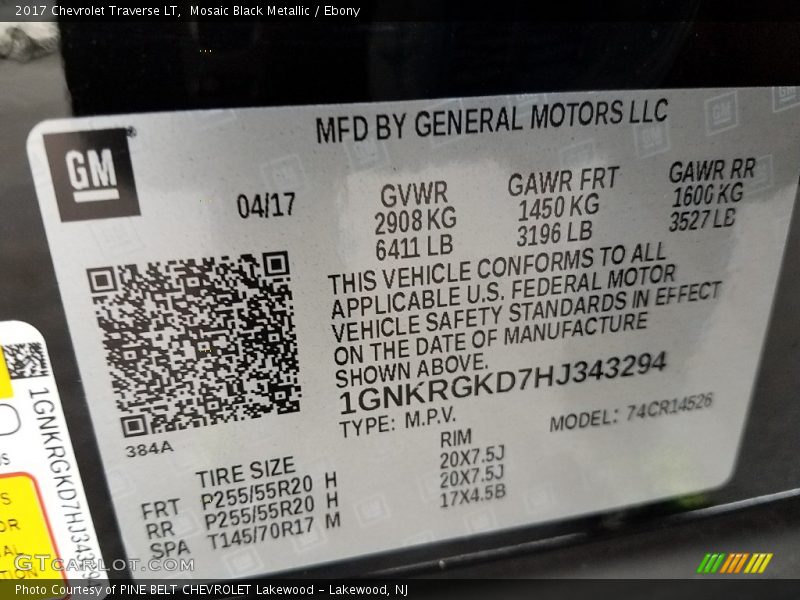 2017 Chevrolet Traverse LT, Mosaic Black Metallic / Ebony
MFD BY GENERAL MOTORS LLC
GM
04/17
GVWR
2908 KG
6411 LB
GAWR FRT
1450 KG
3196 LB
GAWR RR
1600 KG
3527 LB
THIS VEHICLE CONFORMS TO ALL
APPLICABLE U.S. FEDERAL MOTOR
VEHICLE SAFETY STANDARDS IN EFFECT
ON THE DATE OF MANUFACTURE
SHOWN ABOVE.
1GNKRGKD7HJ343294
TYPE: M.P.V.
MODEL: 74CR14526
384A
TIRE SIZE
RIM
FRT P255/55R20 H 20X7.5J
RR P255/55R20 H 20X7.5J
SPA T145/70R17 M 17X4.5B
1GNKRGKD7HJ34329
GTCarLot.com
Photo Courtesy of PINE BELT CHEVROLET Lakewood - Lakewood, NJ